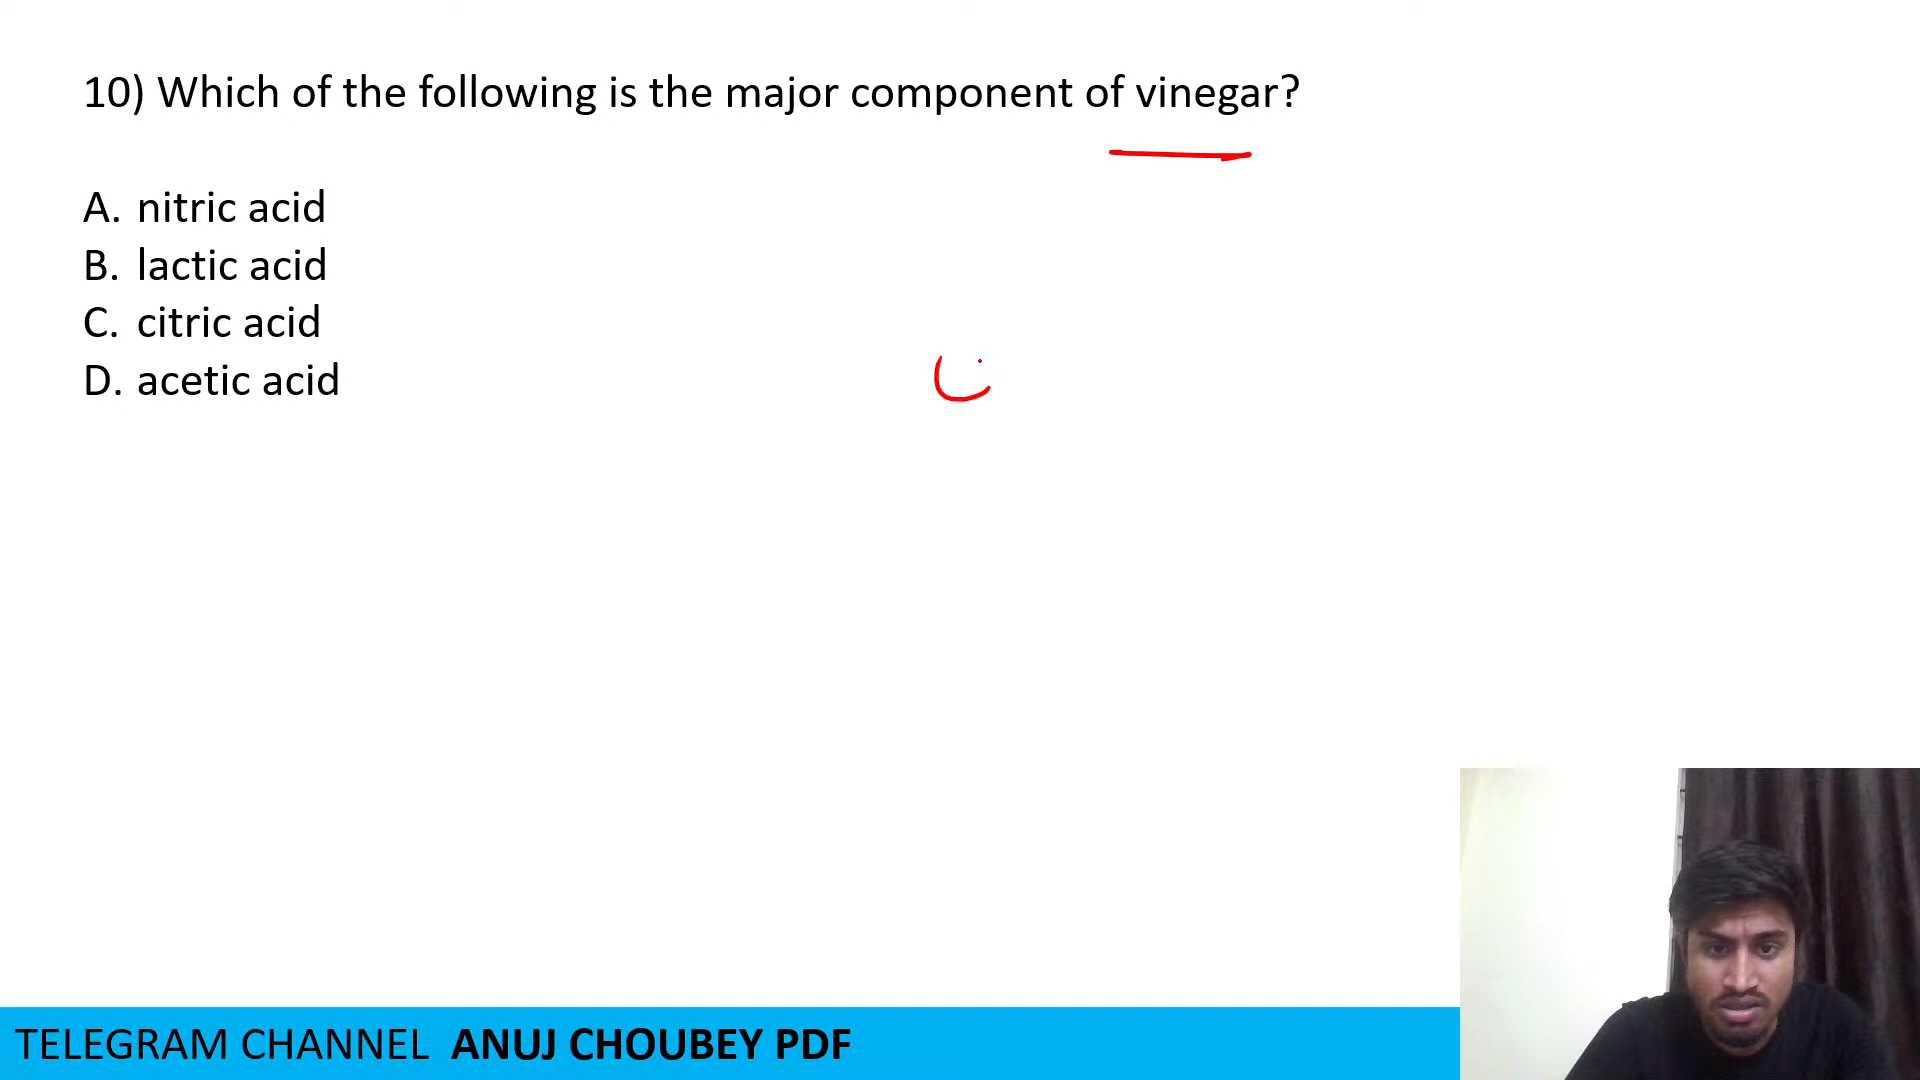 10) Which of the following is the major component of vinegar?
A. nitric acid
B. lactic acid
C. citric acid
D. acetic acid
TELEGRAM CHANNEL ANUJ CHOUBEY PDF